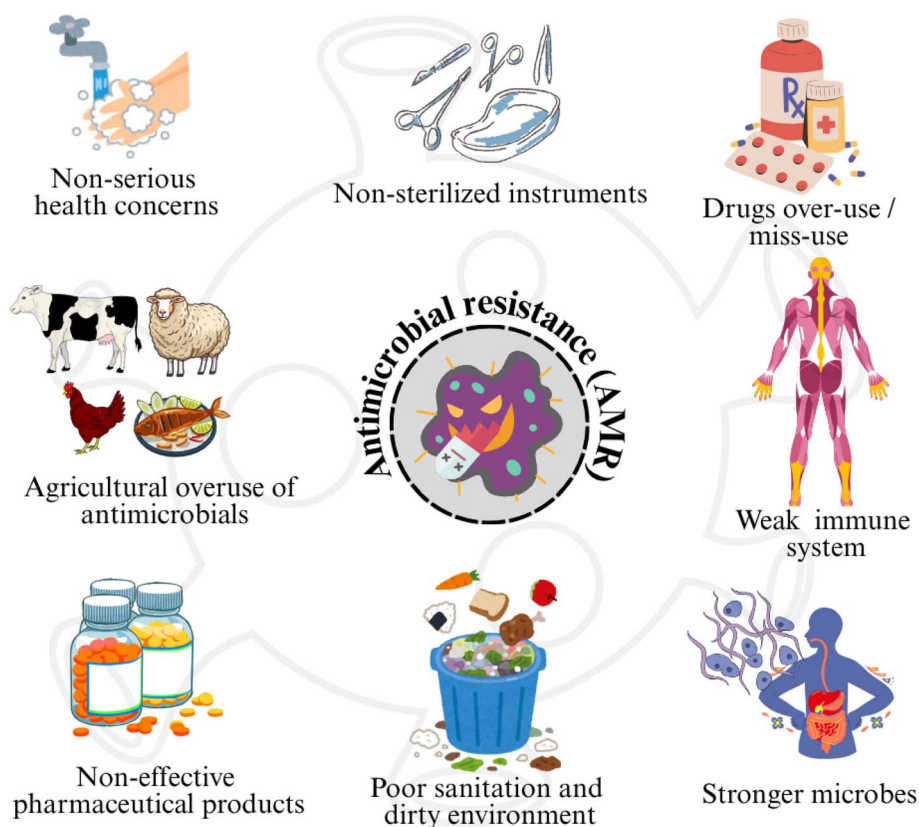 Non-serious
health concerns
Non-sterilized instruments
Rx
Drugs over-use /
miss-use
Antimicrobial resistance (AMR)
Agricultural overuse of
antimicrobials
Weak immune
system
Non-effective
pharmaceutical products
Poor sanitation and
dirty environment
Stronger microbes